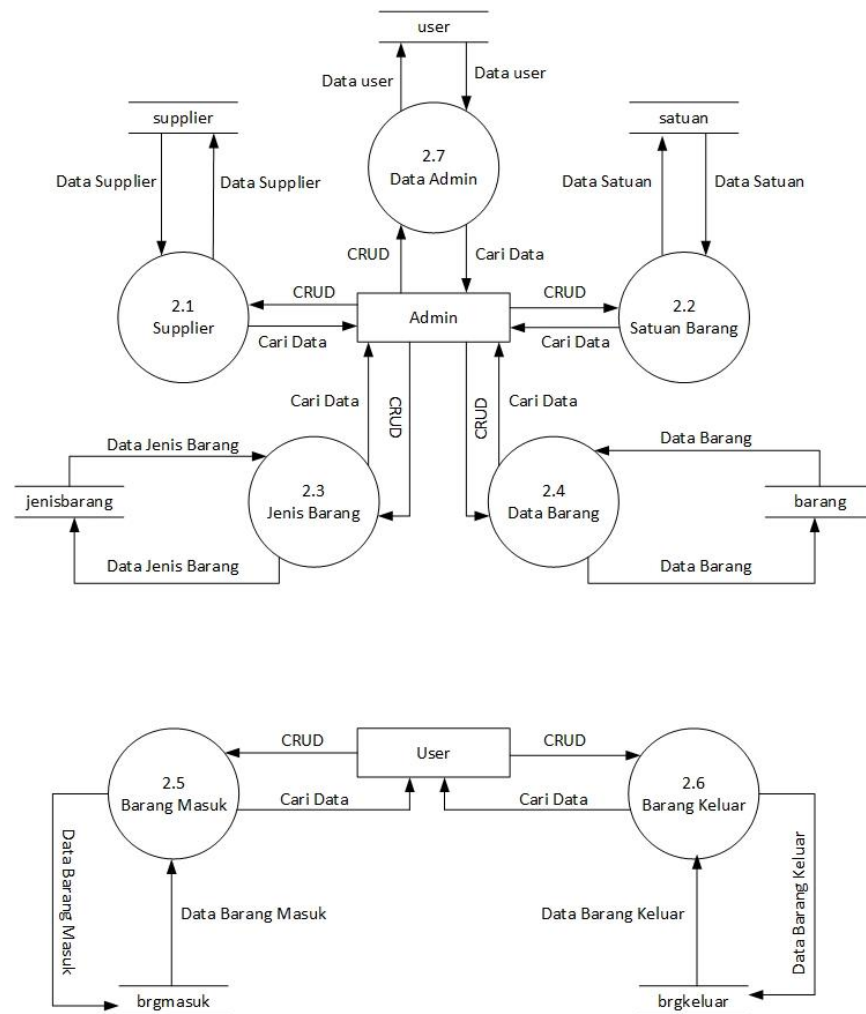 user
Data user
Data user
supplier
satuan
2.7
Data Admin
Data Supplier
Data Supplier
Data Satuan
Data Satuan
CRUD
Cari Data
2.1
Supplier
CRUD
Cari Data
Admin
CRUD
Cari Data
2.2
Satuan Barang
Cari Data
CRUD
CRUD
Cari Data
Data Jenis Barang
Data Barang
jenisbarang
2.3
Jenis Barang
2.4
Data Barang
barang
Data Jenis Barang
Data Barang
CRUD
User
CRUD
2.5
Barang Masuk
Cari Data
Cari Data
2.6
Barang Keluar
Data Barang
Masuk
Data Barang Masuk
Data Barang Keluar
Data Barang Keluar
brgmasuk
brgkeluar